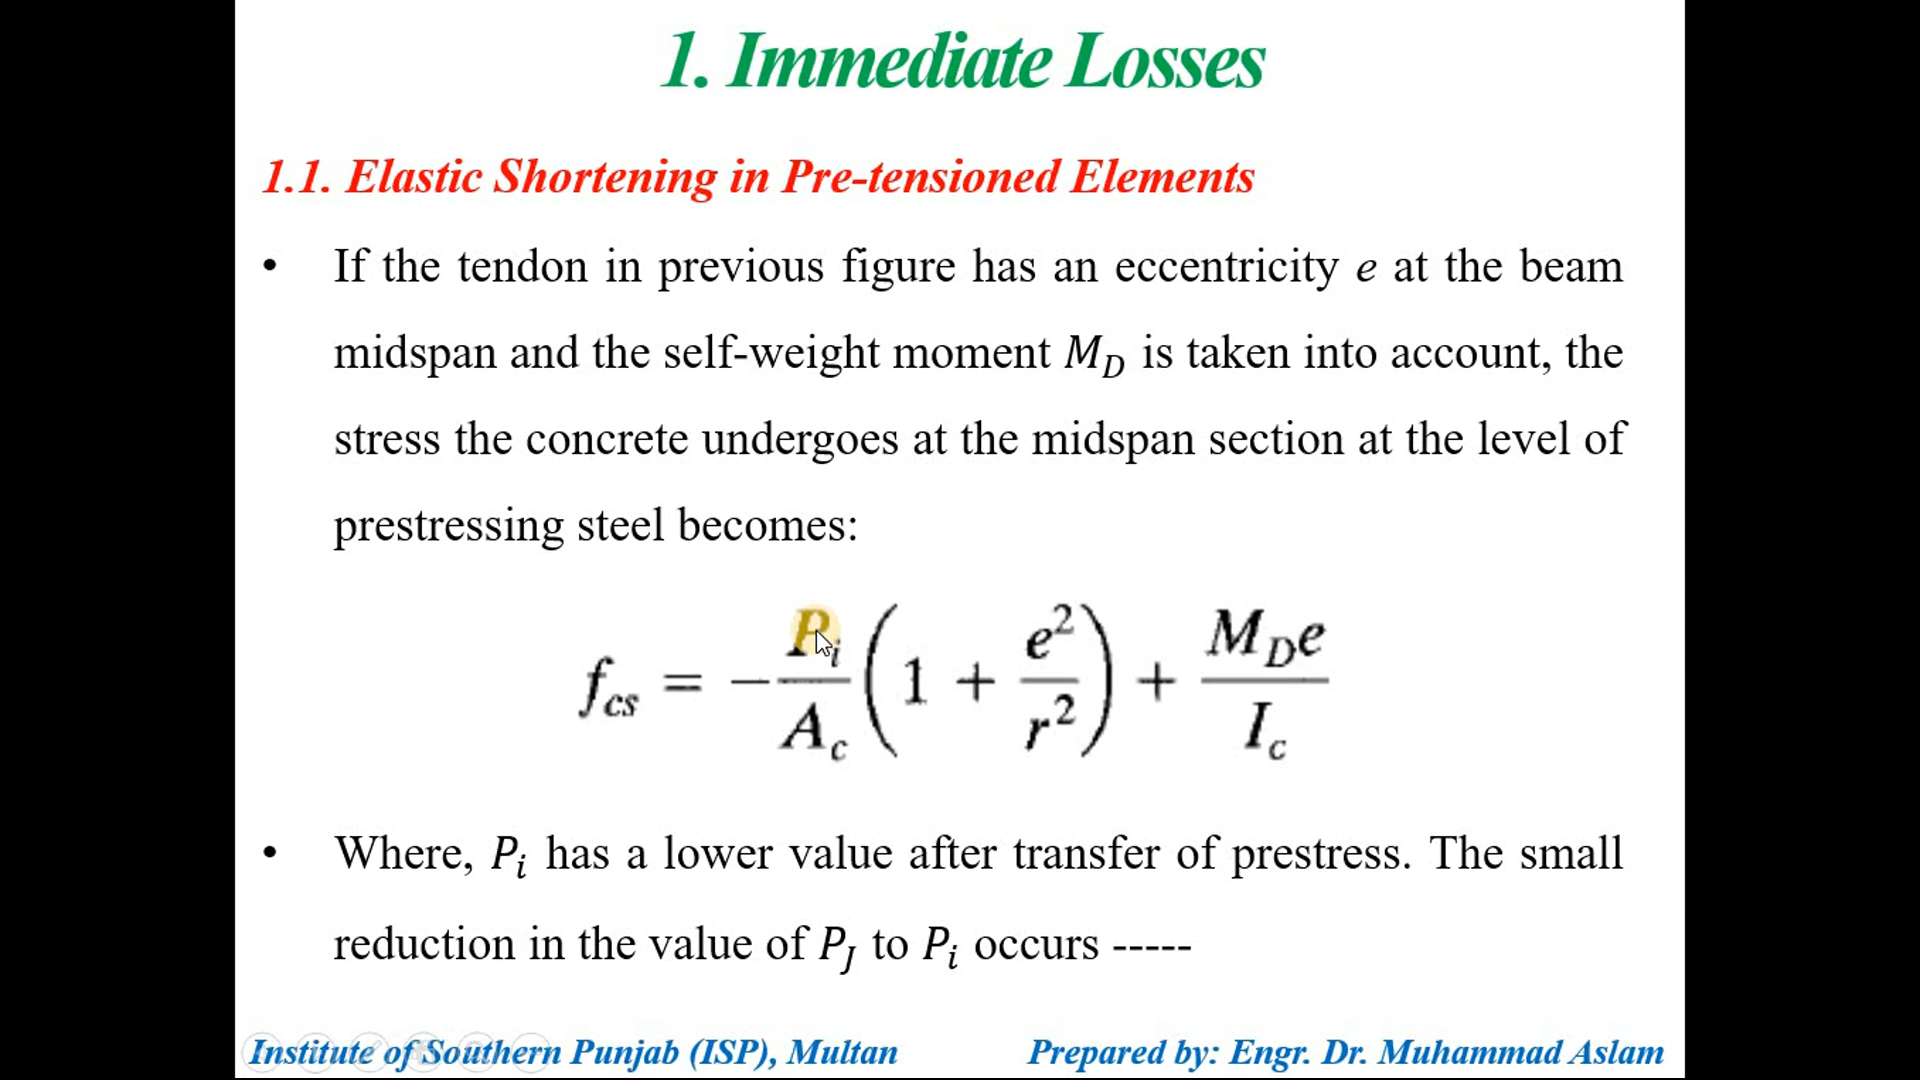 1. Immediate Losses
1.1. Elastic Shortening in Pre-tensioned Elements
• If the tendon in previous figure has an eccentricity e at the beam
midspan and the self-weight moment M_D is taken into account, the
stress the concrete undergoes at the midspan section at the level of
prestressing steel becomes:
f_cs = -P_i/A_c (1 + e²/r²) + M_D e/I_c
• Where, P_i has a lower value after transfer of prestress. The small
reduction in the value of P_J to P_i occurs -----
Institute of Southern Punjab (ISP), Multan Prepared by: Engr. Dr. Muhammad Aslam